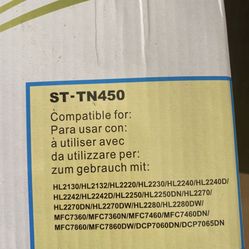 ST-TN450
Compatible for:
Para usar con:
à utiliser avec
da utilizzare per:
zum gebrauch mit:
HL2130/HL2132/HL2220/HL2230/HL2240/HL2240D/
HL2242/HL2242D/HL2250/HL2250DN/HL2270/
HL2270DN/HL2270DW/HL2280/HL2280DW/
MFC7360/MFC7360N/MFC7460/MFC7460DN/
MFC7860/MFC7860DW/DCP7060DN/DCP7065DN